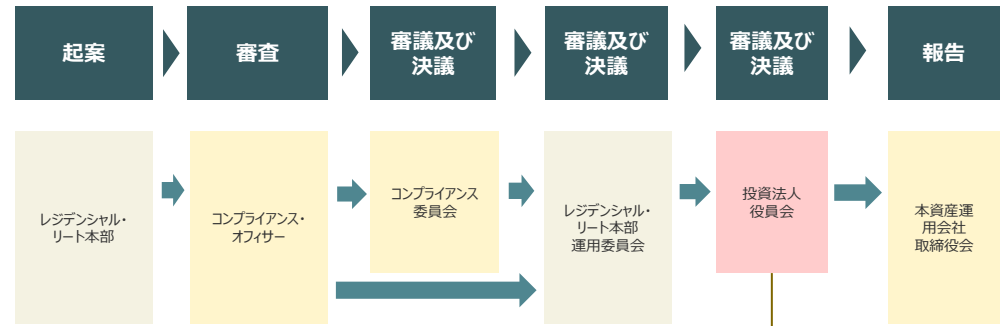 起案
審査
審議及び
決議
審議及び
決議
審議及び
決議
報告
レジデンシャル・
リート本部
コンプライアンス・
オフィサー
コンプライアンス
委員会
レジデンシャル・
リート本部
運用委員会
投資法人
役員会
本資産運
用会社
取締役会